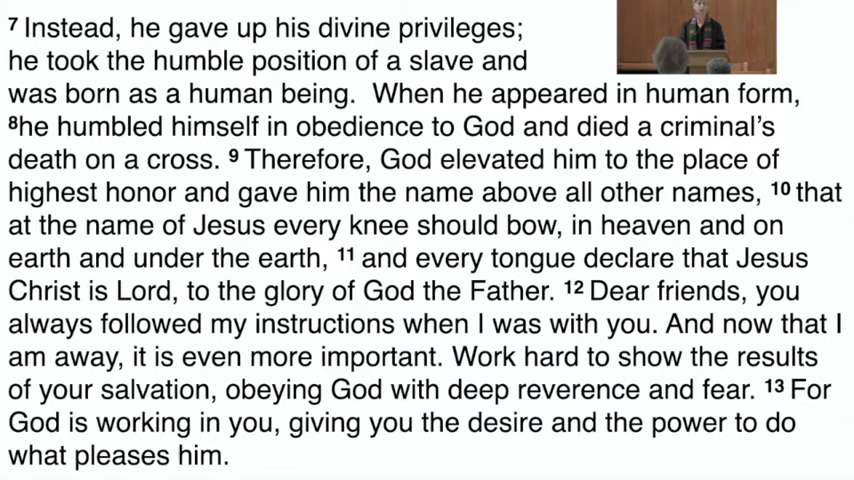 7 Instead, he gave up his divine privileges;
he took the humble position of a slave and
was born as a human being.  When he appeared in human form,
8he humbled himself in obedience to God and died a criminal's
death on a cross. 9 Therefore, God elevated him to the place of
highest honor and gave him the name above all other names, 10 that
at the name of Jesus every knee should bow, in heaven and on
earth and under the earth, 11 and every tongue declare that Jesus
Christ is Lord, to the glory of God the Father. 12 Dear friends, you
always followed my instructions when I was with you. And now that I
am away, it is even more important. Work hard to show the results
of your salvation, obeying God with deep reverence and fear. 13 For
God is working in you, giving you the desire and the power to do
what pleases him.